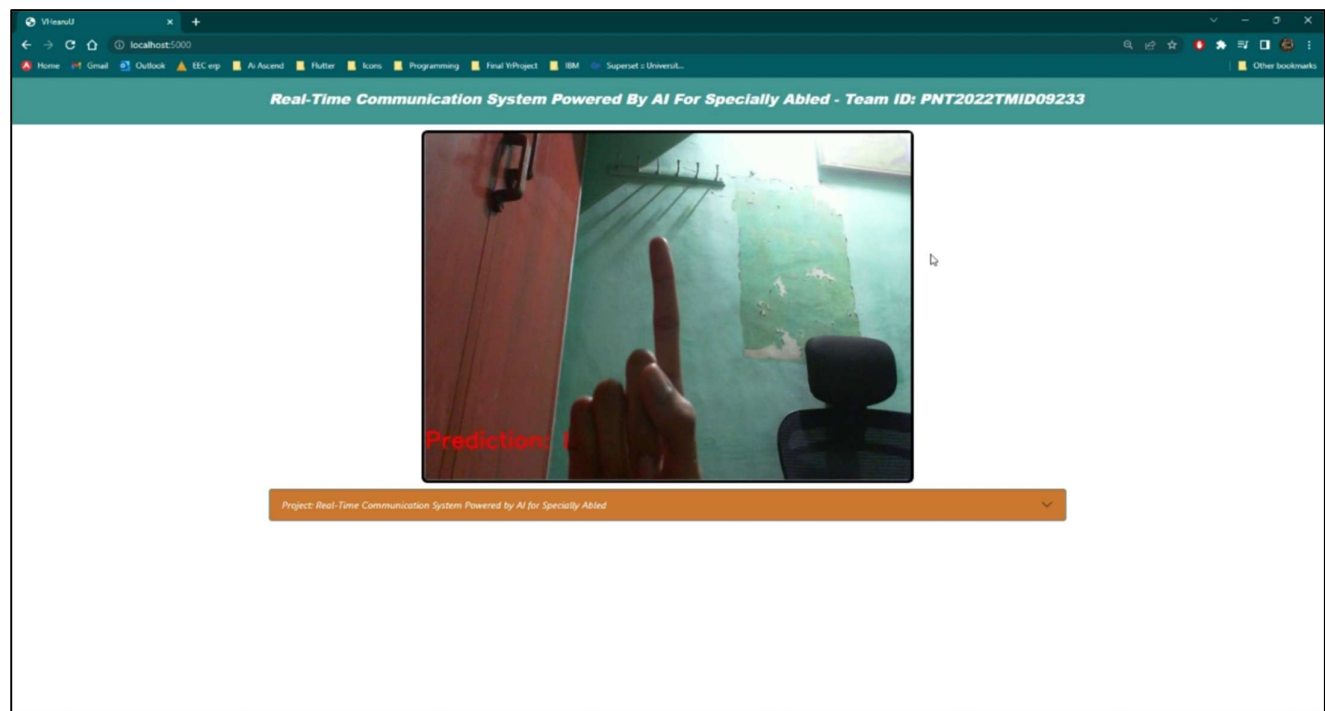 VHearuU
localhost:5000
Home Gmail Outlook EEC erp Ai Ascend Flutter Icons Programming Final YrProject IBM Superset :: Universit... Other bookmarks
Real-Time Communication System Powered By AI For Specially Abled - Team ID: PNT2022TMID09233
Prediction:
Project: Real-Time Communication System Powered by AI for Specially Abled